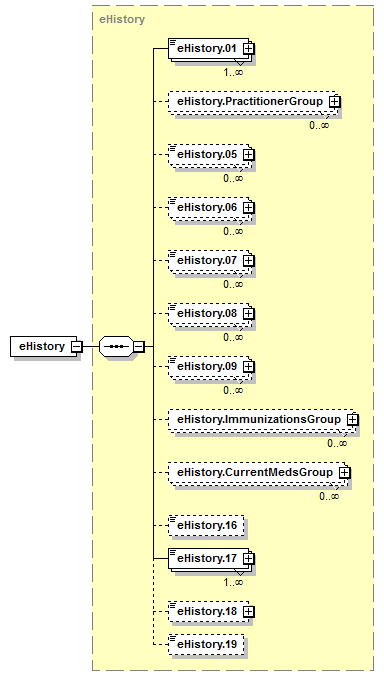 eHistory
eHistory.01
1..∞
eHistory.PractitionerGroup
0..∞
eHistory.05
0..∞
eHistory.06
0..∞
eHistory.07
0..∞
eHistory.08
0..∞
eHistory
eHistory.09
0..∞
eHistory.ImmunizationsGroup
0..∞
eHistory.CurrentMedsGroup
0..∞
eHistory.16
eHistory.17
1..∞
eHistory.18
eHistory.19